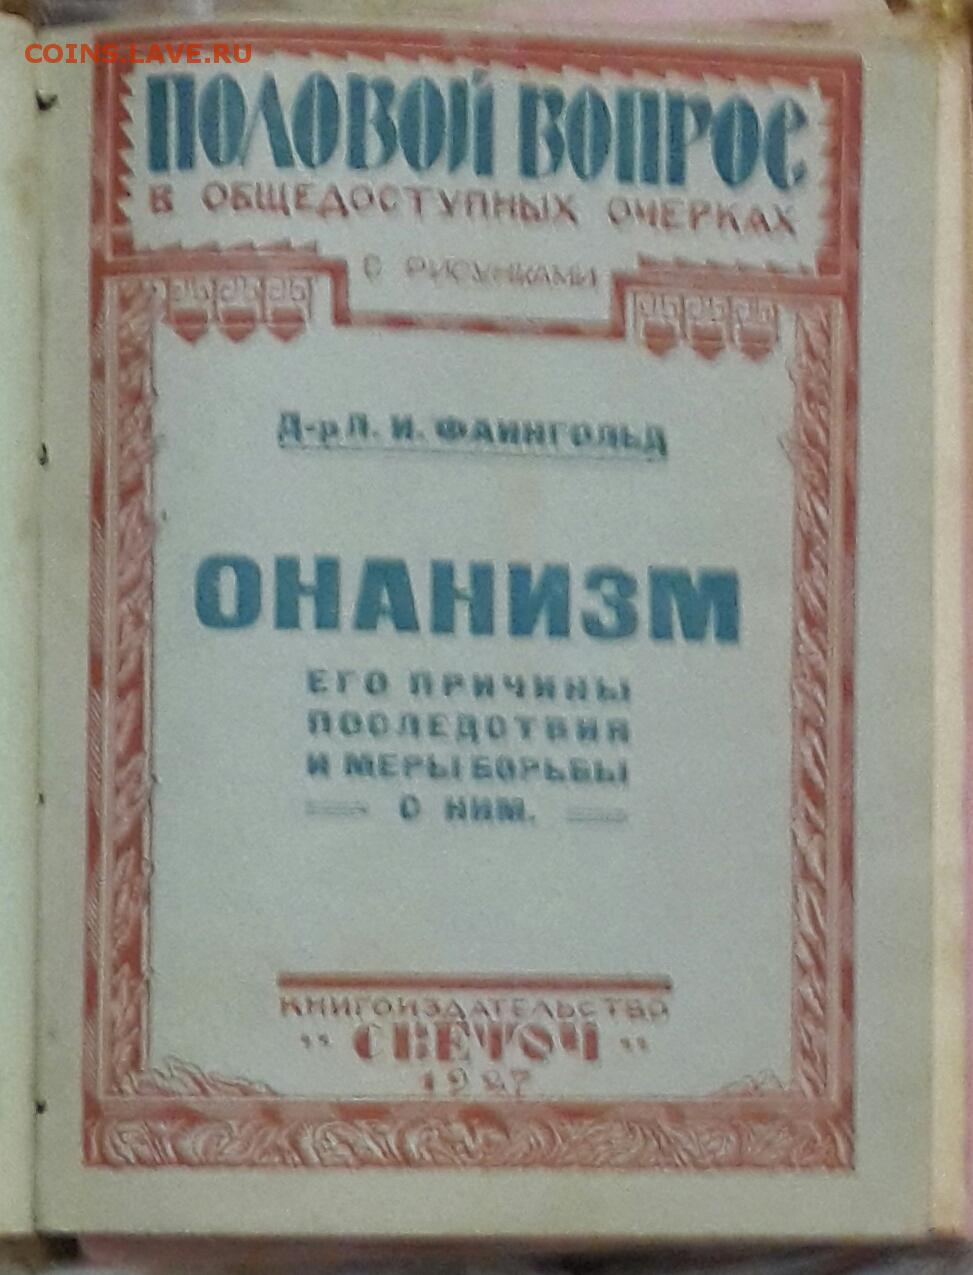 COINS.LAVE.RU
ПОЛОВОЙ ВОПРОС
В ОБЩЕДОСТУПНЫХ ОЧЕРКАХ
С РИСУНКАМИ
Д-р Л. И. ФАИНГОЛЬД
ОНАНИЗМ
ЕГО ПРИЧИНЫ
ПОСЛЕДСТВИЯ
И МЕРЫ БОРЬБЫ
С НИМ.
КНИГОИЗДАТЕЛЬСТВО
"СВЕТОЧ"
1927